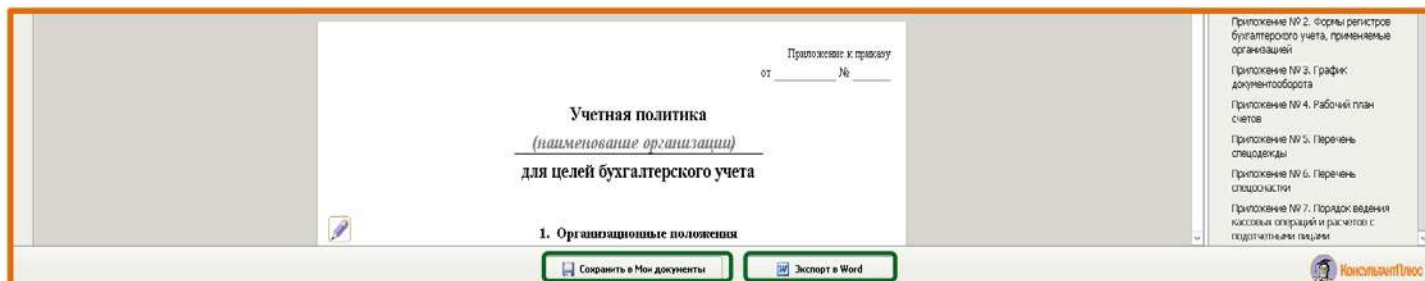 Приложение к приказу
от № 
Учетная политика
(наименование организации)
для целей бухгалтерского учета
1. Организационные положения
Приложение № 2. Формы регистров
бухгалтерского учета, применяемые
организацией
Приложение № 3. График
документооборота
Приложение № 4. Рабочий план
счетов
Приложение № 5. Перечень
спецодежды
Приложение № 6. Перечень
спецоснастки
Приложение № 7. Порядок ведения
кассовых операций и расчетов с
подотчетными лицами
Сохранить в Мои документы
Экспорт в Word
КонсультантПлюс